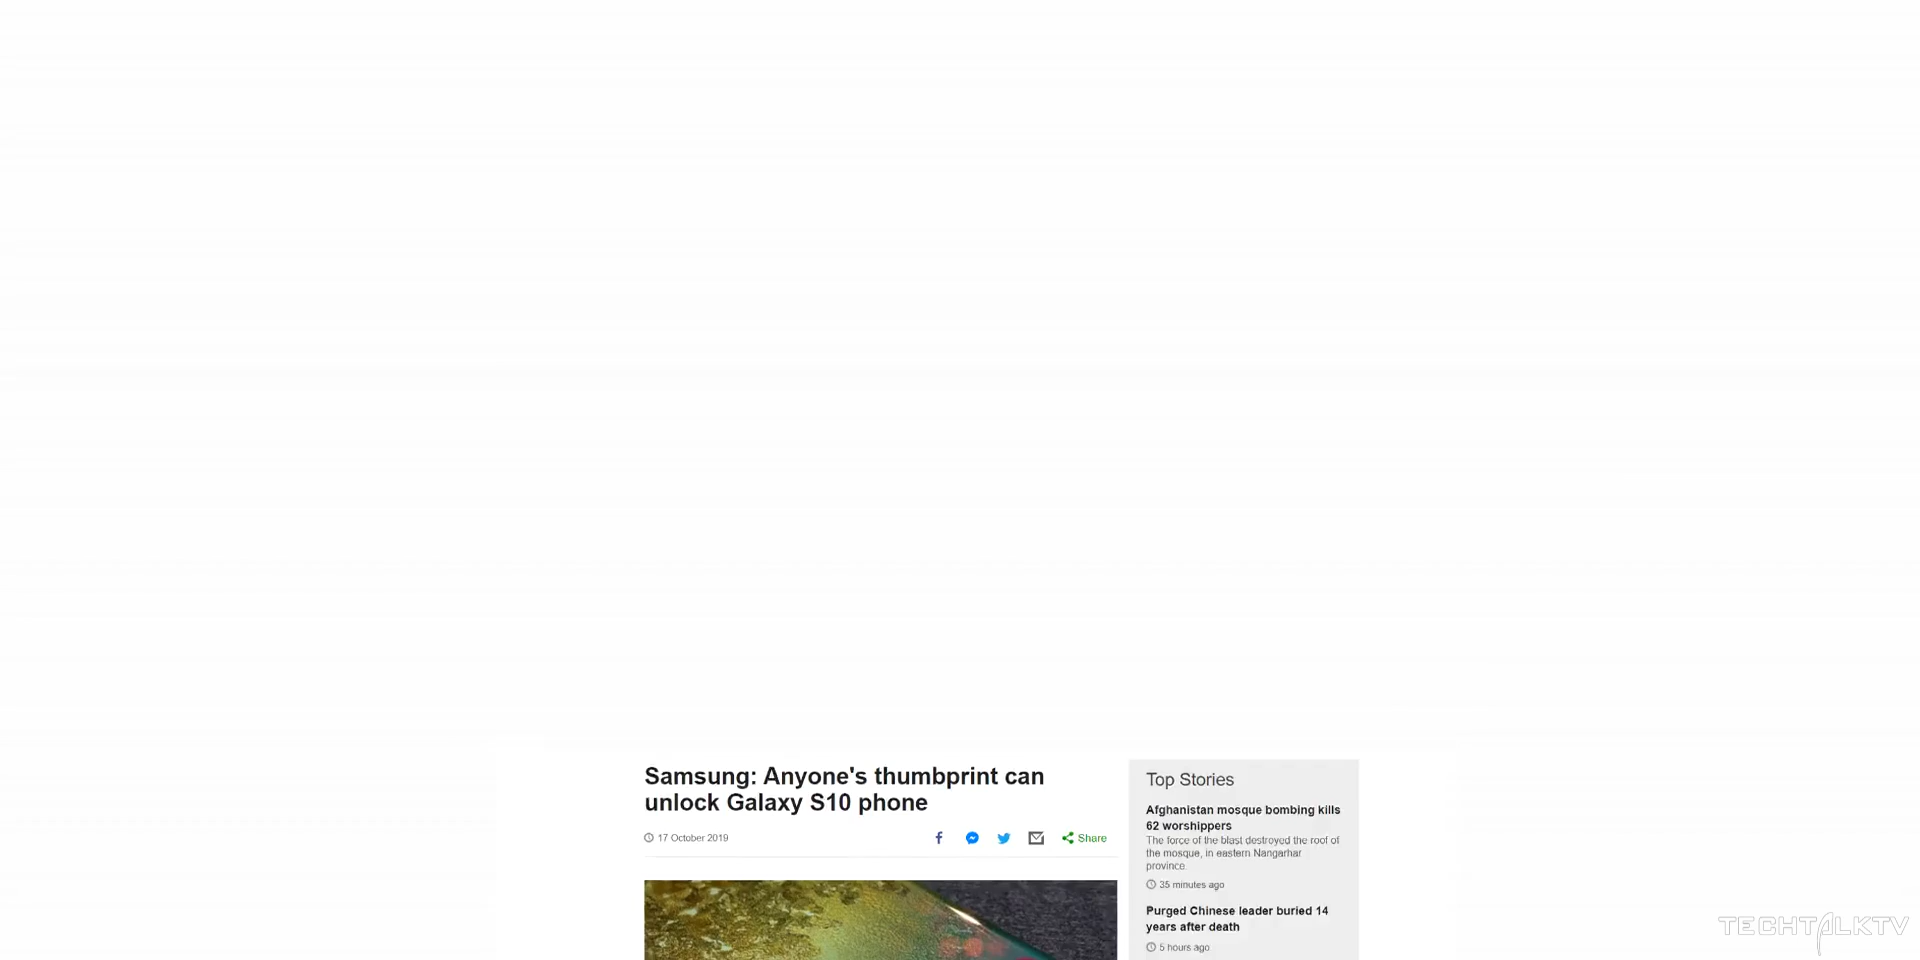 Samsung: Anyone's thumbprint can
unlock Galaxy S10 phone
17 October 2019
Share
Top Stories
Afghanistan mosque bombing kills
62 worshippers
The force of the blast destroyed the roof of
the mosque, in eastern Nangarhar
province.
35 minutes ago
Purged Chinese leader buried 14
years after death
5 hours ago
TECHTALKTV